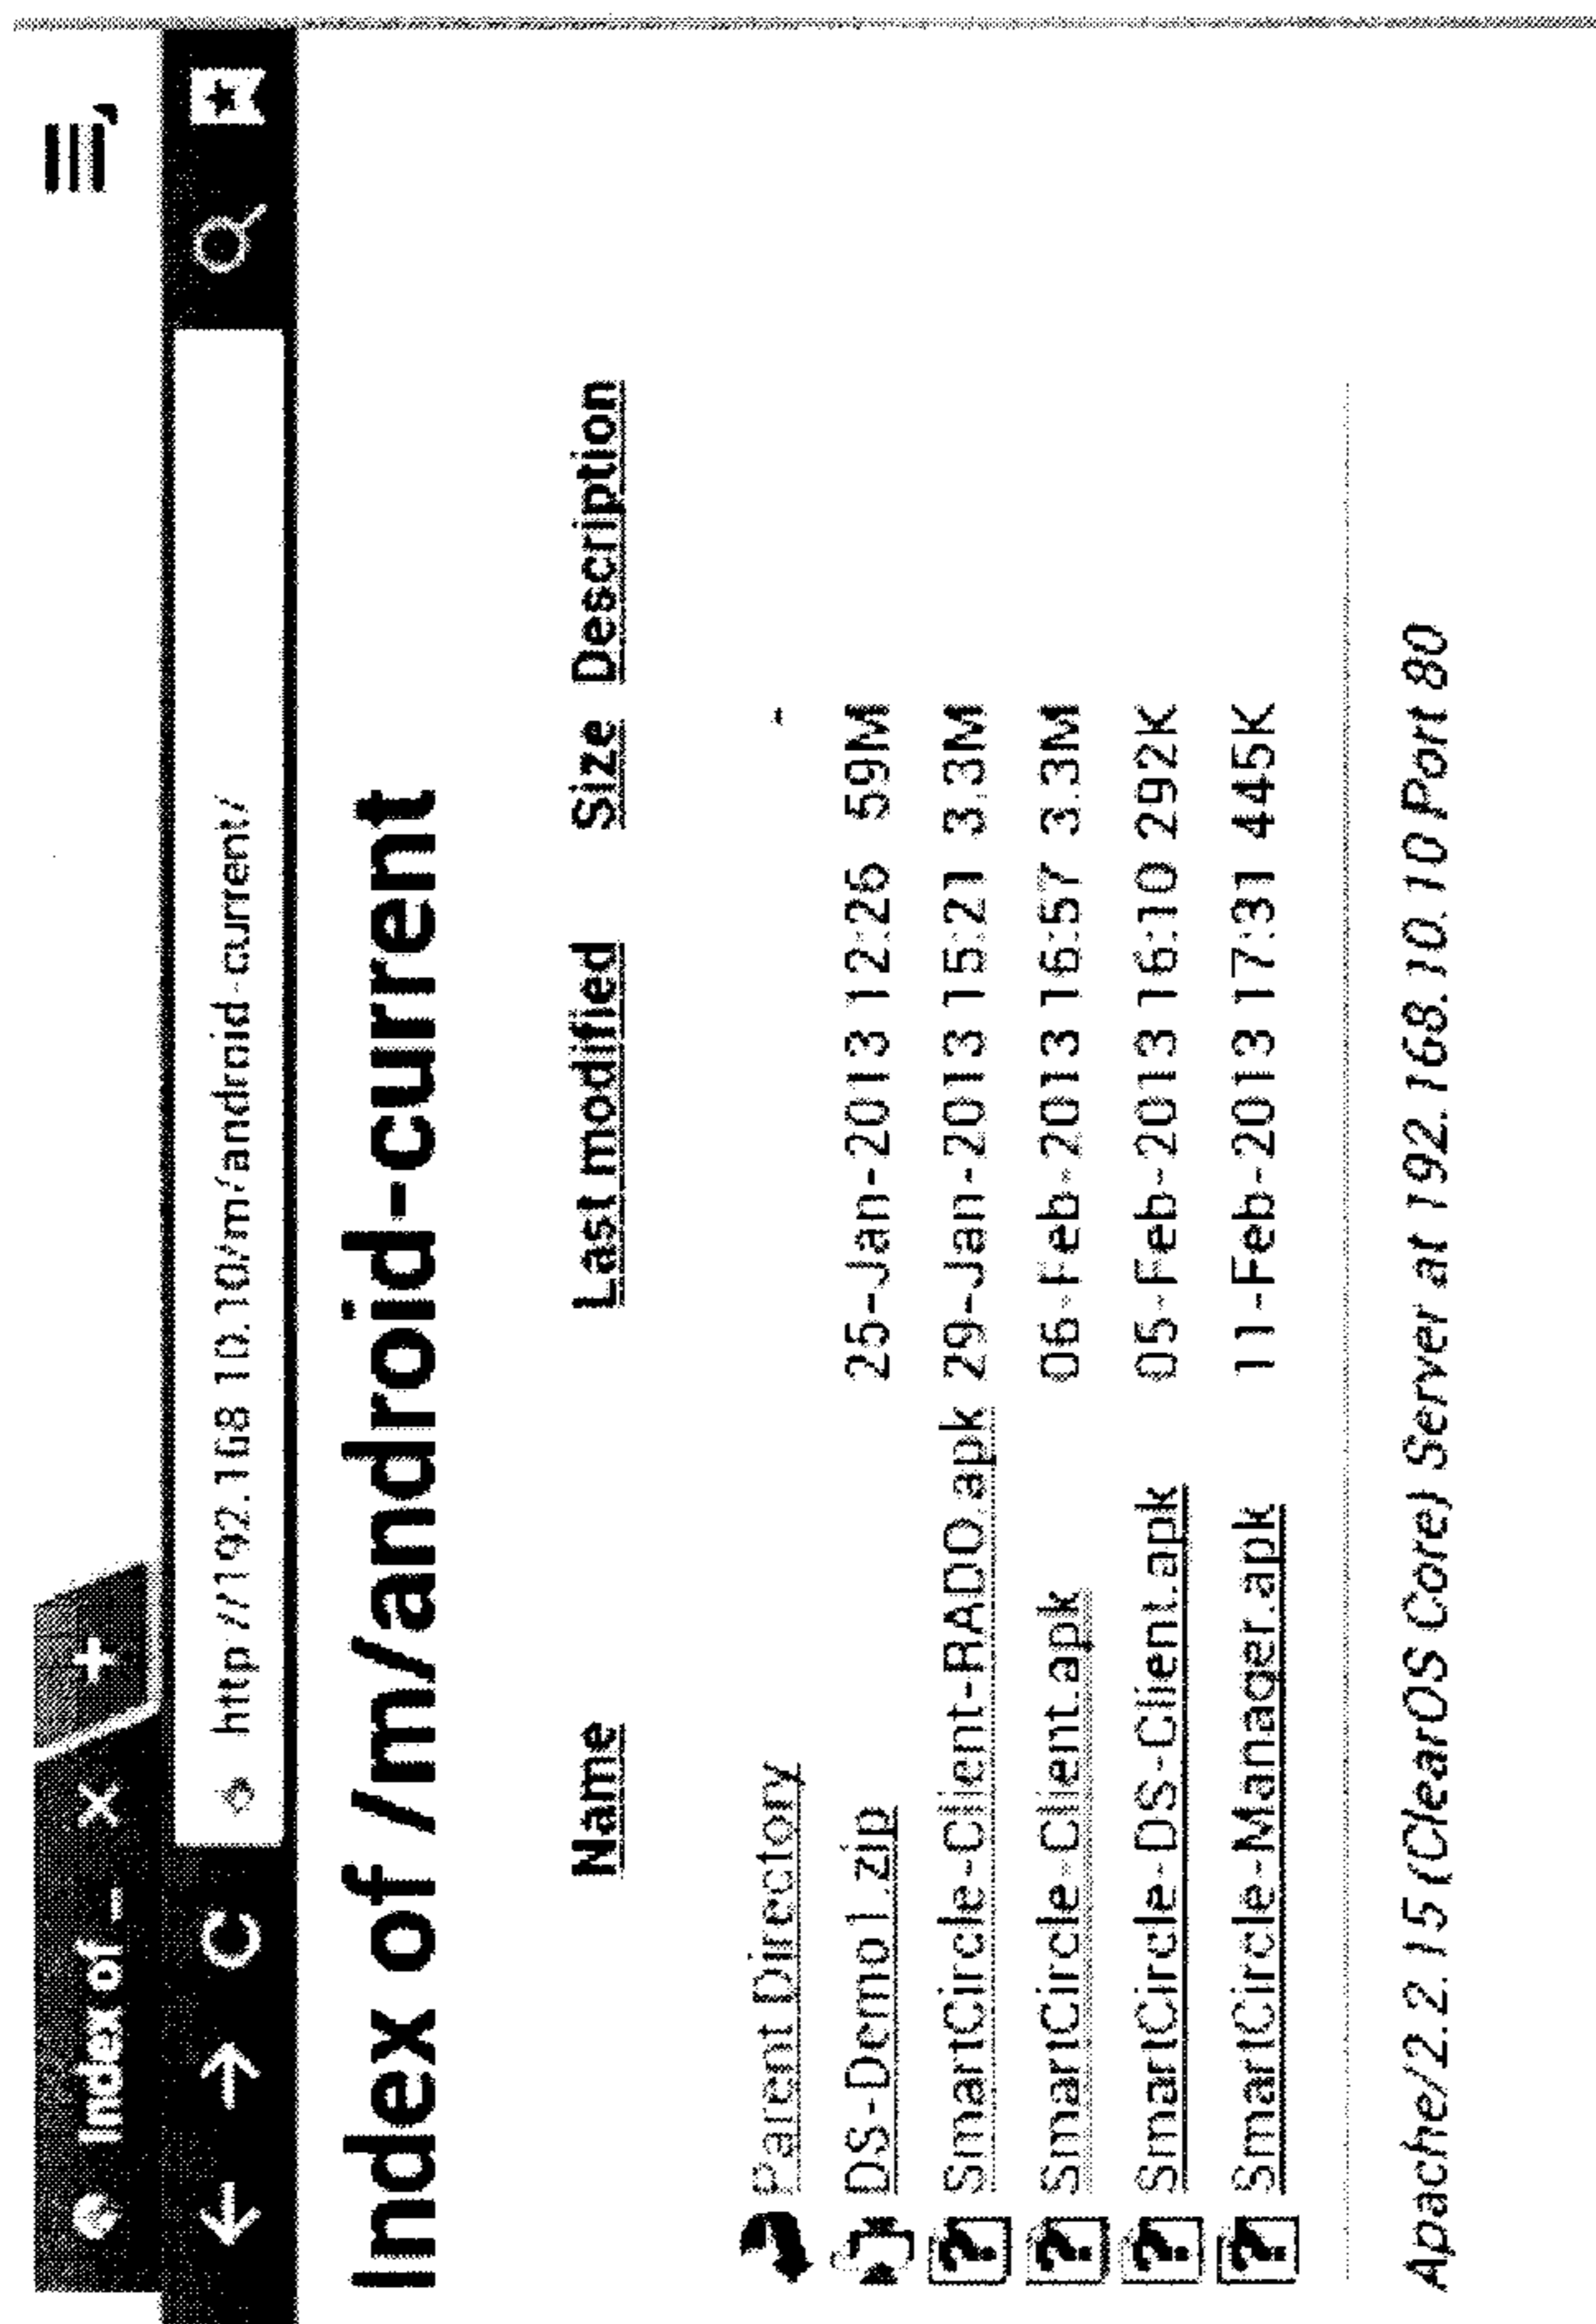 Index of
http://192.168.10.10/m/android-current/
Index of /m/android-current
Name Last modified Size Description
Parent Directory -
DS-Demo1.zip 25-Jan-2013 12:26 59M
SmartCircle-Client-RADO.apk 29-Jan-2013 15:21 3.3M
SmartCircle-Client.apk 06-Feb-2013 16:57 3.3M
SmartCircle-DS-Client.apk 05-Feb-2013 16:10 292K
SmartCircle-Manager.apk 11-Feb-2013 17:31 445K
Apache/2.2.15 (ClearOS Core) Server at 192.168.10.10 Port 80